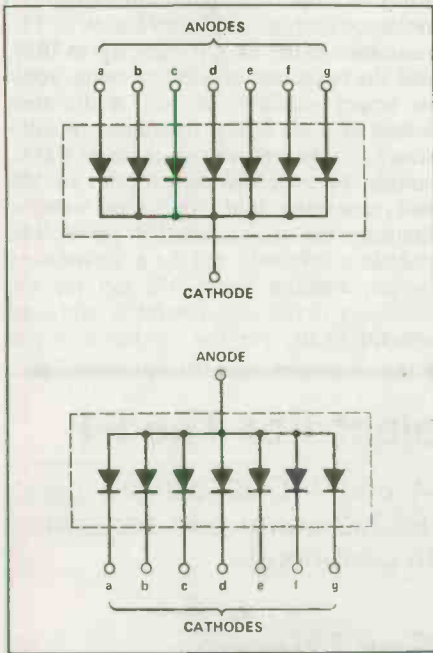 ANODES
a b c d e f g
CATHODE
ANODE
a b c d e f g
CATHODES